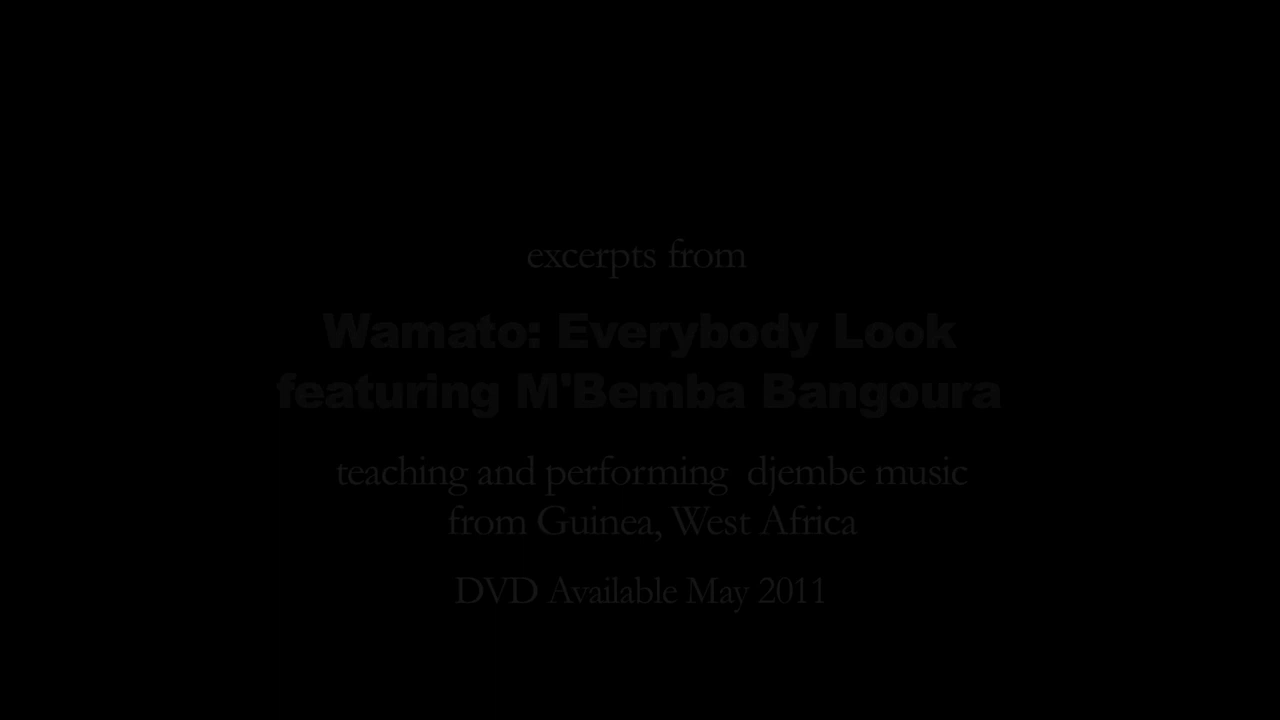 excerpts from
Wamato: Everybody Look
featuring M'Bemba Bangoura
teaching and performing  djembe music
from Guinea, West Africa
DVD Available May 2011